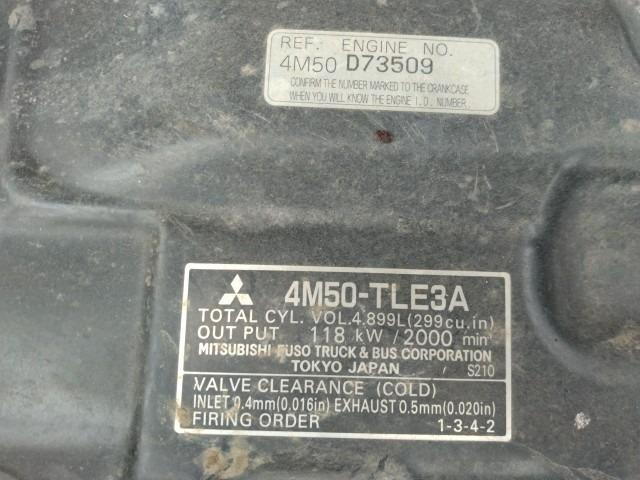 REF. ENGINE NO.
4M50 D73509
CONFIRM THE NUMBER MARKED TO THE CRANKCASE
WHEN YOU WILL KNOW THE ENGINE I.D. NUMBER.
4M50-TLE3A
TOTAL CYL. VOL.4.899L(299cu.in)
OUT PUT 118 kW/2000 min⁻¹
MITSUBISHI FUSO TRUCK & BUS CORPORATION
TOKYO JAPAN S210
VALVE CLEARANCE (COLD)
INLET 0.4mm(0.016in) EXHAUST 0.5mm(0.020in)
FIRING ORDER 1-3-4-2